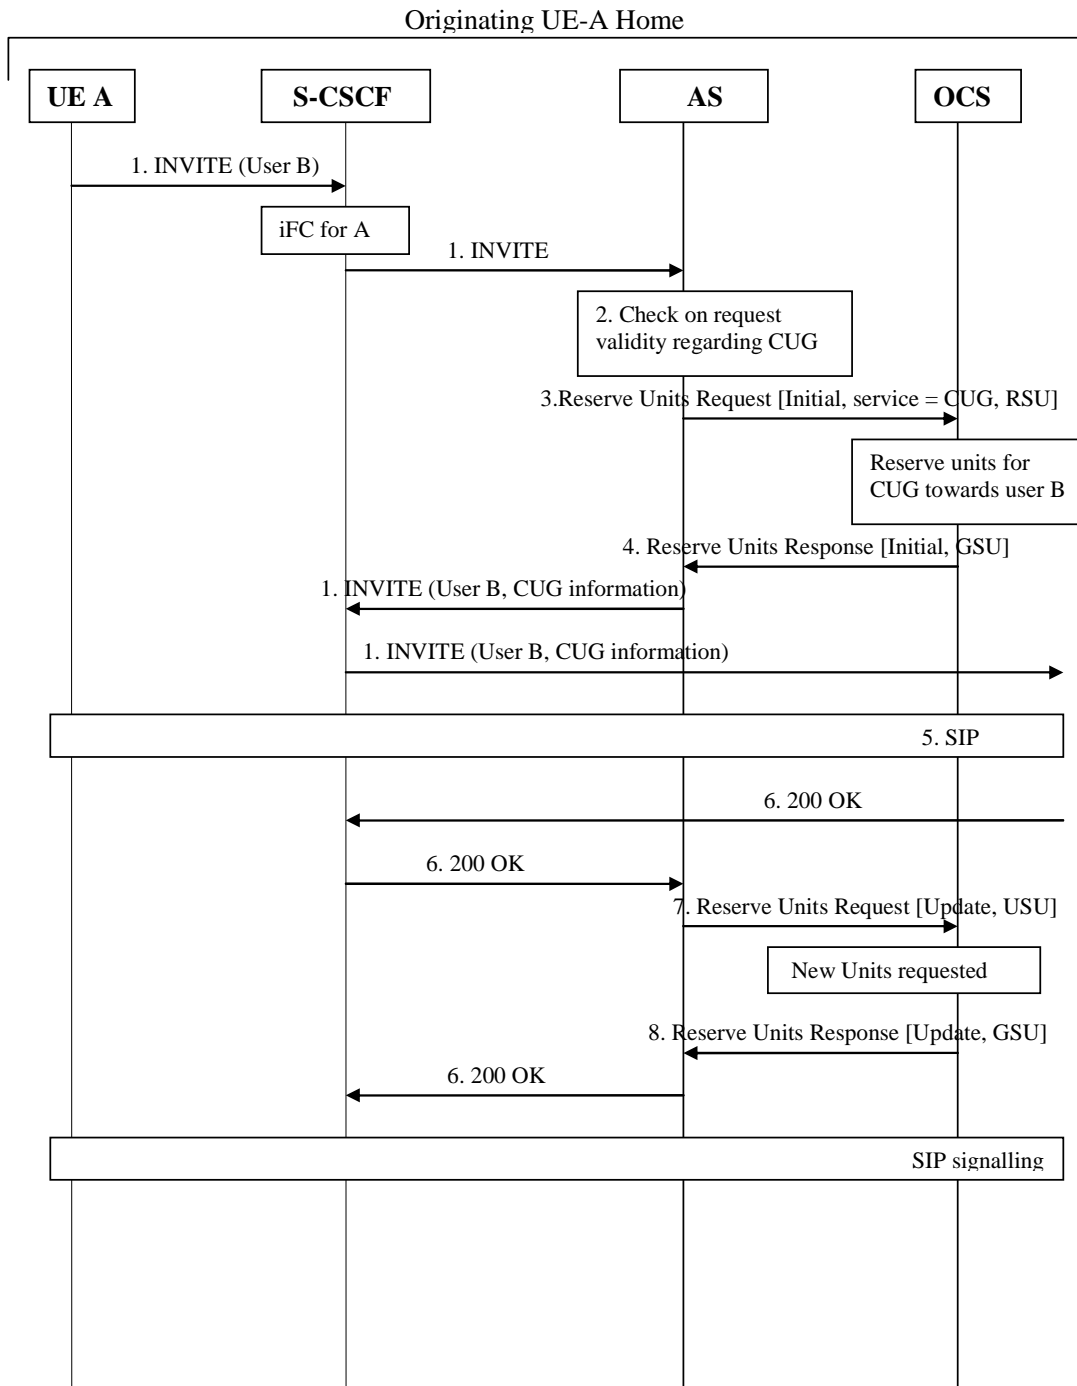 Originating UE-A Home
UE A
S-CSCF
AS
OCS
1. INVITE (User B)
iFC for A
1. INVITE
2. Check on request
validity regarding CUG
3.Reserve Units Request [Initial, service = CUG, RSU]
Reserve units for
CUG towards user B
4. Reserve Units Response [Initial, GSU]
1. INVITE (User B, CUG information)
1. INVITE (User B, CUG information)
5. SIP
6. 200 OK
6. 200 OK
7. Reserve Units Request [Update, USU]
New Units requested
8. Reserve Units Response [Update, GSU]
6. 200 OK
SIP signalling